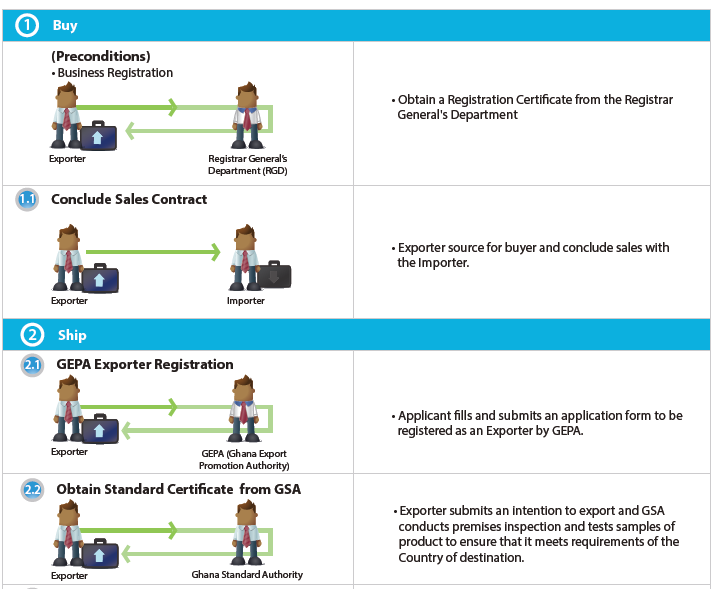 1 Buy
(Preconditions)
• Business Registration
Exporter
Registrar General's
Department (RGD)
• Obtain a Registration Certificate from the Registrar
General's Department
1.1 Conclude Sales Contract
Exporter
Importer
• Exporter source for buyer and conclude sales with
the Importer.
2 Ship
2.1 GEPA Exporter Registration
Exporter
GEPA (Ghana Export
Promotion Authority)
• Applicant fills and submits an application form to be
registered as an Exporter by GEPA.
2.2 Obtain Standard Certificate from GSA
Exporter
Ghana Standard Authority
• Exporter submits an intention to export and GSA
conducts premises inspection and tests samples of
product to ensure that it meets requirements of the
Country of destination.